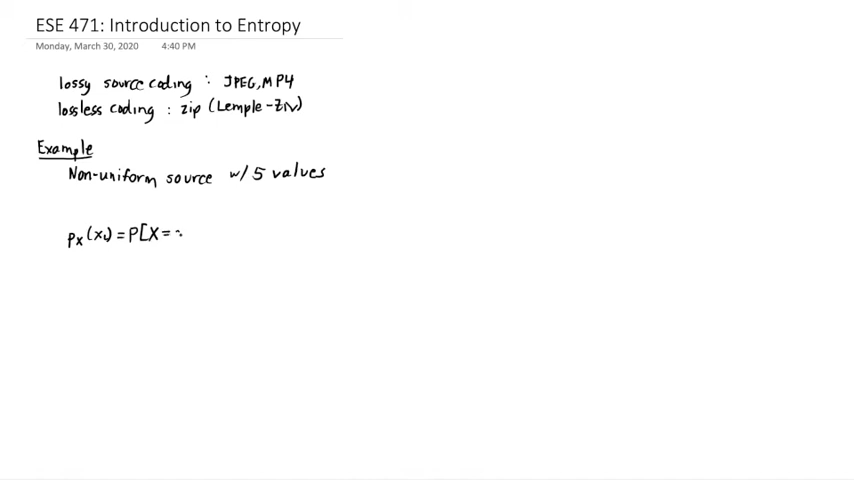 ESE 471: Introduction to Entropy
Monday, March 30, 2020 4:40 PM
lossy source coding : JPEG, MP4
lossless coding : zip (Lemple-Ziv)
Example
Non-uniform source w/ 5 values
pₓ(xᵢ) = P[X =